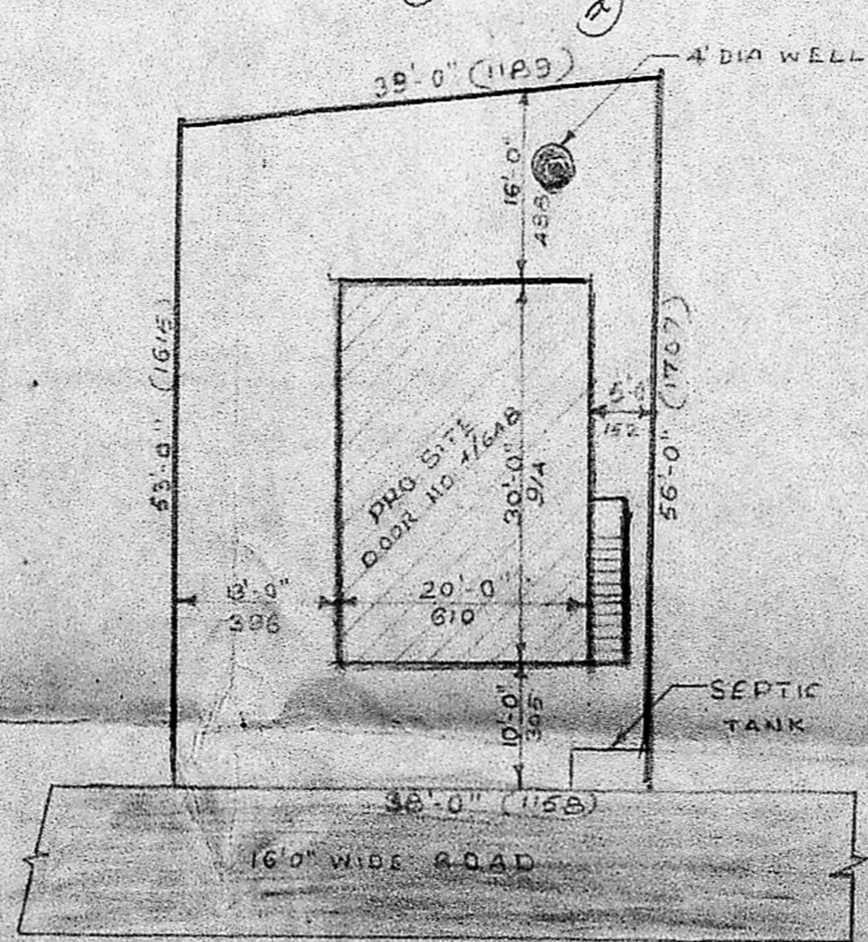 2
4' DIA WELL
39'-0" (1189)
16'-0"
488
53'-0" (1615)
56'-0" (1707)
5'-0
152
PRO SITE
DOOR NO. 4/64B
30'-0"
914
13'-0"
396
20'-0"
610
10'-0"
305
SEPTIC
TANK
38'-0" (1158)
16'0" WIDE ROAD